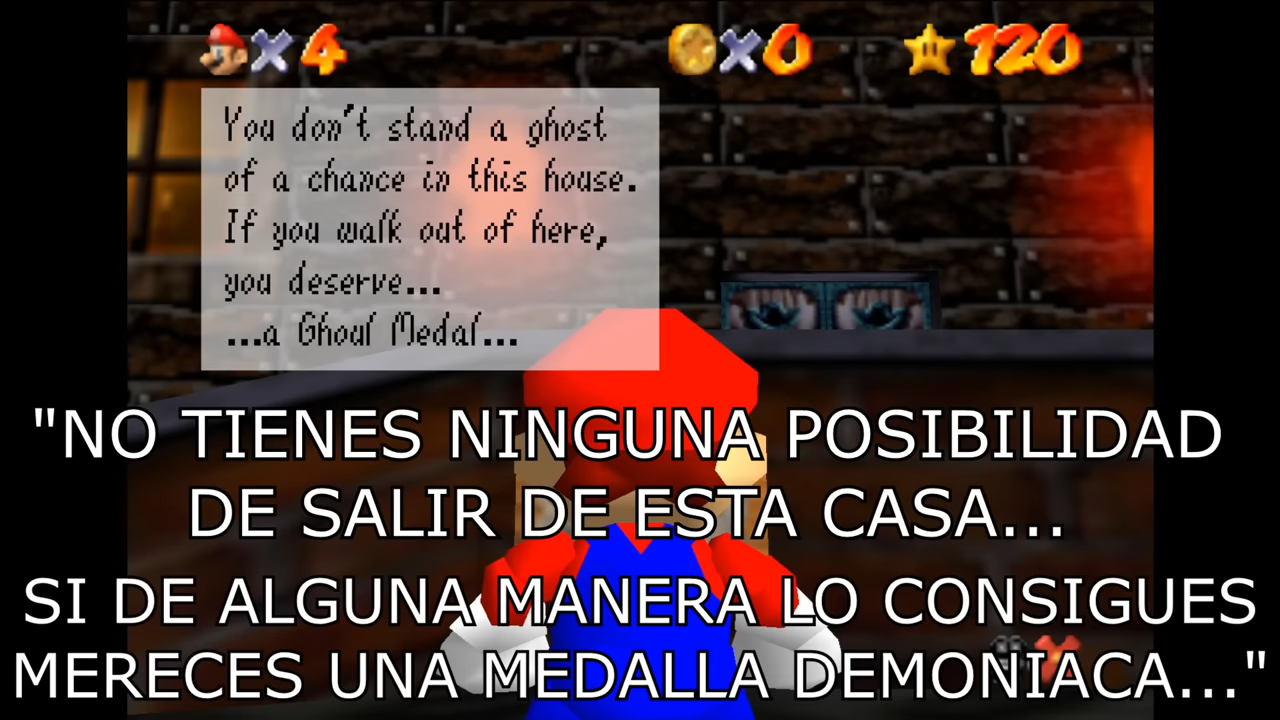 ×4 ×0 120
You don't stand a ghost
of a chance in this house.
If you walk out of here,
you deserve...
...a Ghoul Medal...
"NO TIENES NINGUNA POSIBILIDAD
DE SALIR DE ESTA CASA...
SI DE ALGUNA MANERA LO CONSIGUES
MERECES UNA MEDALLA DEMONIACA..."